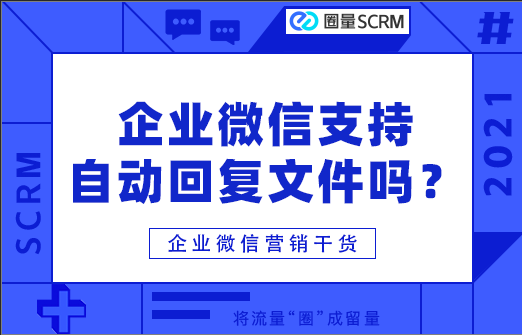 圈量SCRM
#
企业微信支持
自动回复文件吗？
企业微信营销干货
SCRM
2021
将流量“圈”成留量